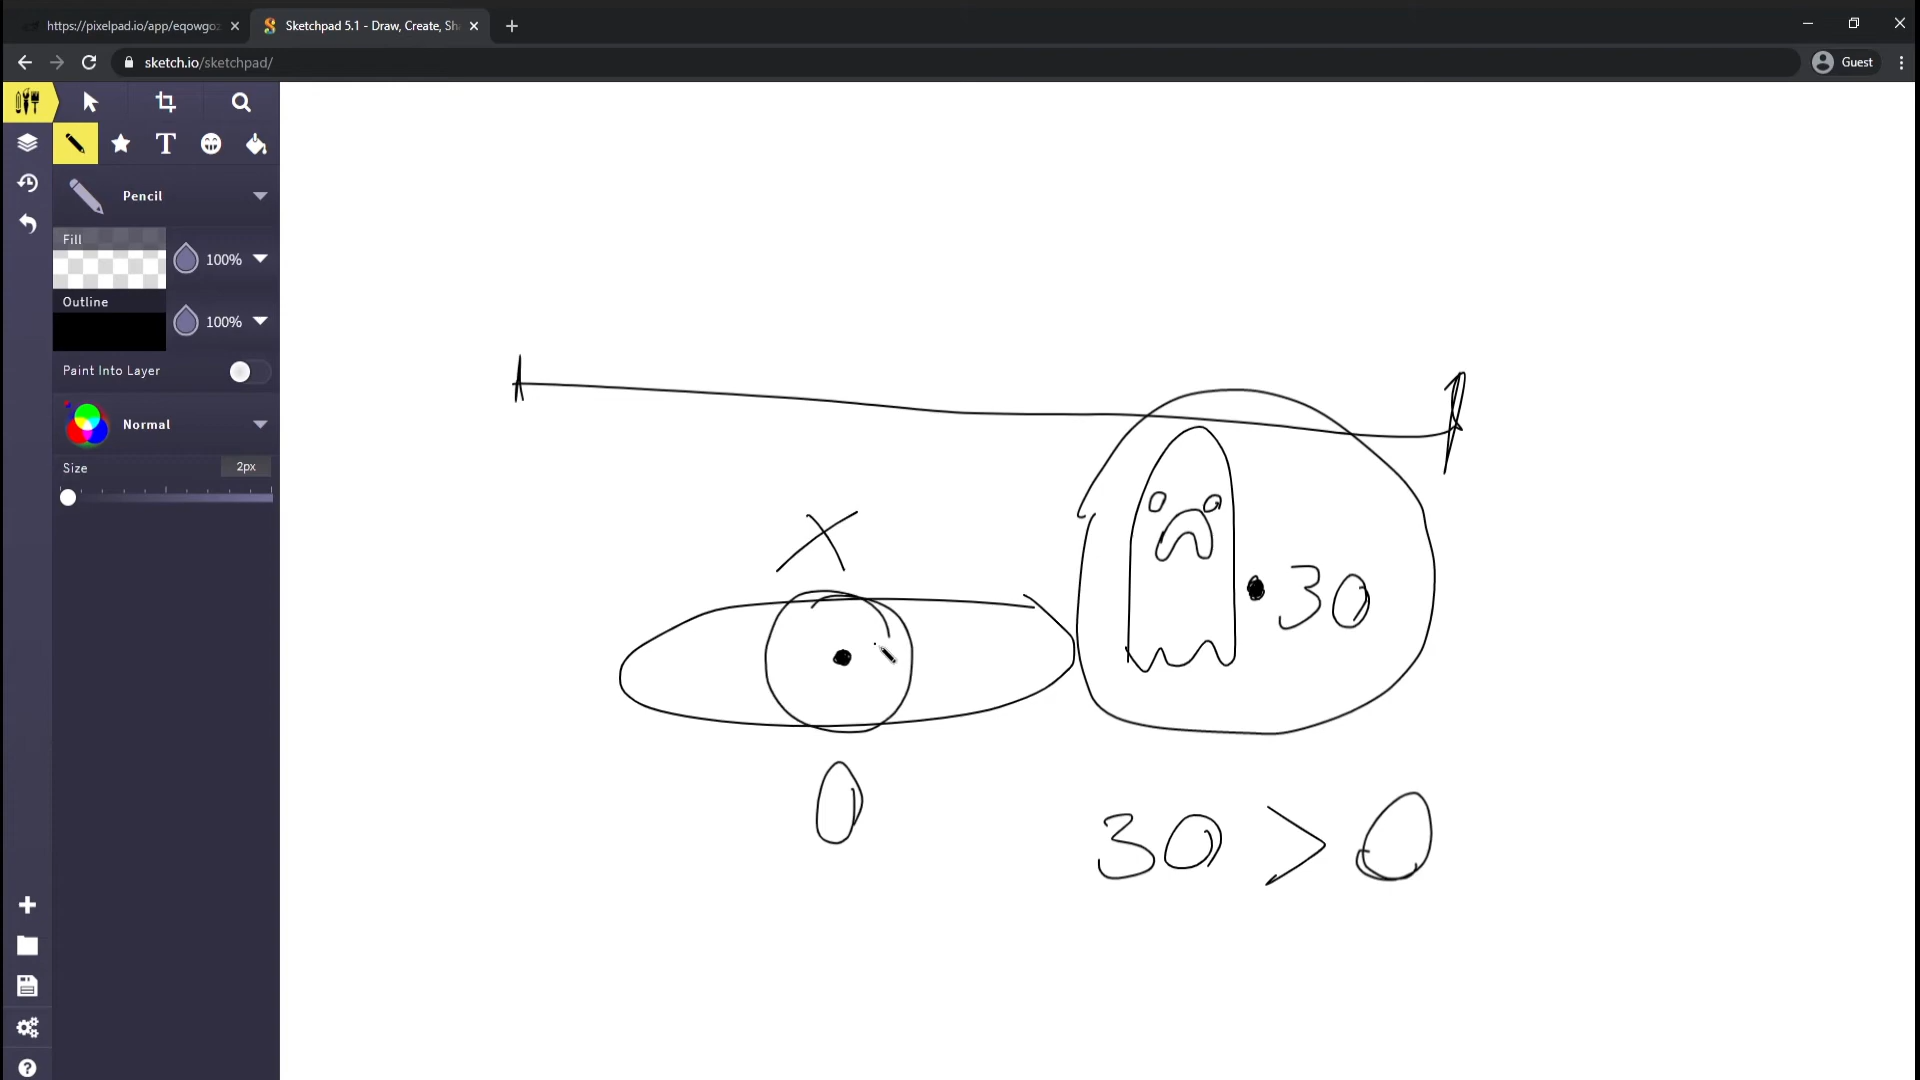 https://pixelpad.io/app/eqowgo
Sketchpad 5.1 - Draw, Create, Sh
sketch.io/sketchpad/
Guest
T
Pencil
Fill
100%
Outline
100%
Paint Into Layer
Normal
Size
2px
X
30
0
30 > 0